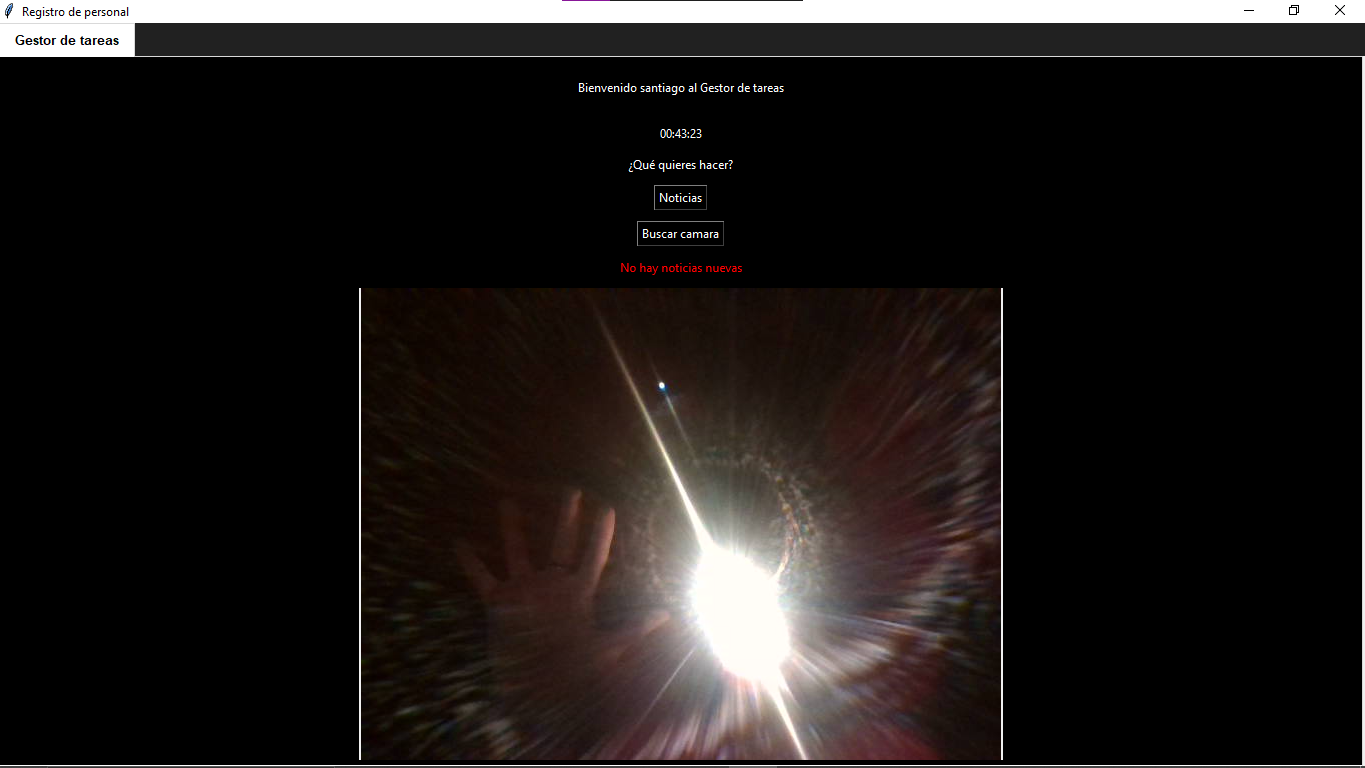 Registro de personal
Gestor de tareas
Bienvenido santiago al Gestor de tareas
00:43:23
¿Qué quieres hacer?
Noticias
Buscar camara
No hay noticias nuevas